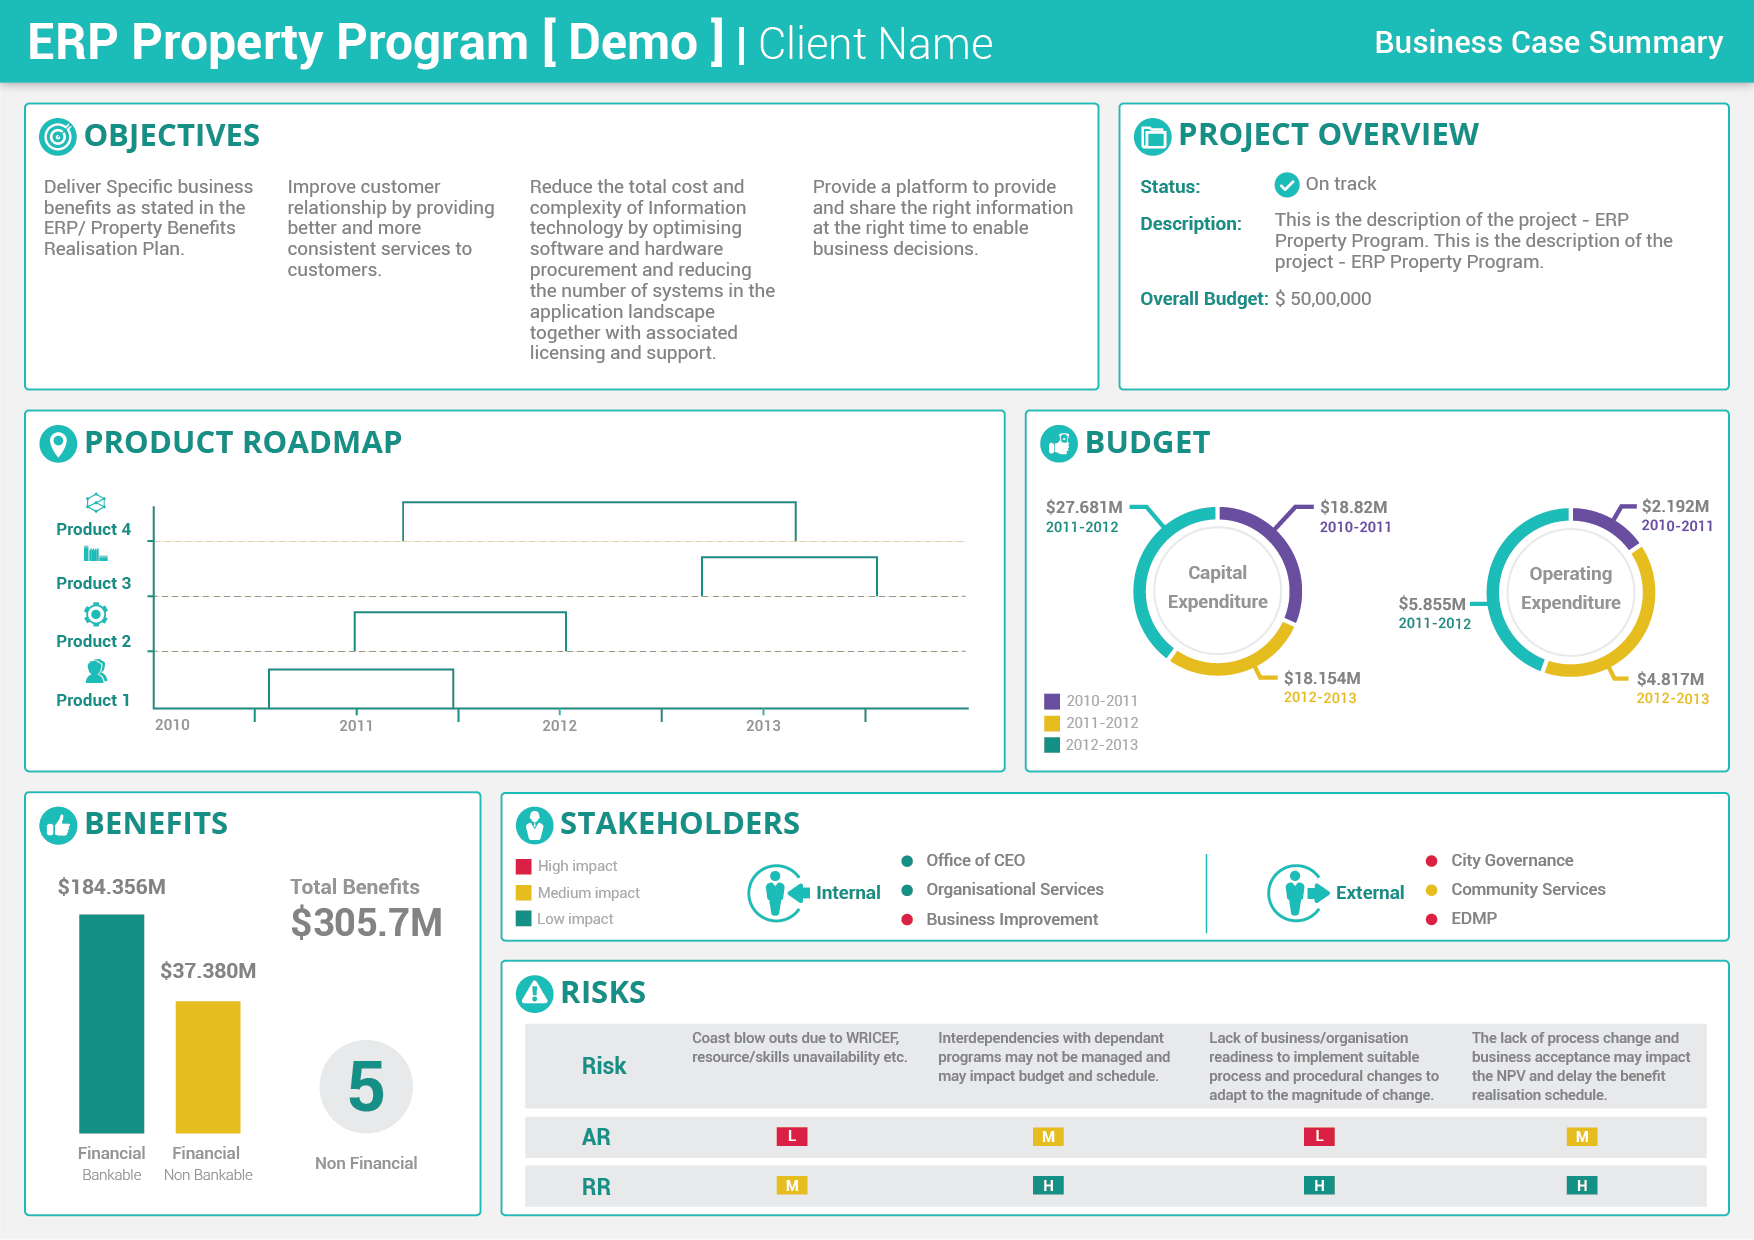 ERP Property Program [ Demo ] | Client Name
Business Case Summary
OBJECTIVES
Deliver Specific business
benefits as stated in the
ERP/ Property Benefits
Realisation Plan.
Improve customer
relationship by providing
better and more
consistent services to
customers.
Reduce the total cost and
complexity of Information
technology by optimising
software and hardware
procurement and reducing
the number of systems in the
application landscape
together with associated
licensing and support.
Provide a platform to provide
and share the right information
at the right time to enable
business decisions.
PROJECT OVERVIEW
Status: On track
Description: This is the description of the project - ERP
Property Program. This is the description of the
project - ERP Property Program.
Overall Budget: $ 50,00,000
PRODUCT ROADMAP
Product 4
Product 3
Product 2
Product 1
2010 2011 2012 2013
BUDGET
$27.681M
2011-2012
$18.82M
2010-2011
Capital
Expenditure
$18.154M
2012-2013
$2.192M
2010-2011
Operating
Expenditure
$5.855M
2011-2012
$4.817M
2012-2013
2010-2011
2011-2012
2012-2013
BENEFITS
$184.356M
$37.380M
Financial
Bankable
Financial
Non Bankable
Total Benefits
$305.7M
5
Non Financial
STAKEHOLDERS
High impact
Medium impact
Low impact
Internal
Office of CEO
Organisational Services
Business Improvement
External
City Governance
Community Services
EDMP
RISKS
Risk
Coast blow outs due to WRICEF,
resource/skills unavailability etc.
Interdependencies with dependant
programs may not be managed and
may impact budget and schedule.
Lack of business/organisation
readiness to implement suitable
process and procedural changes to
adapt to the magnitude of change.
The lack of process change and
business acceptance may impact
the NPV and delay the benefit
realisation schedule.
AR L M L M
RR M H H H